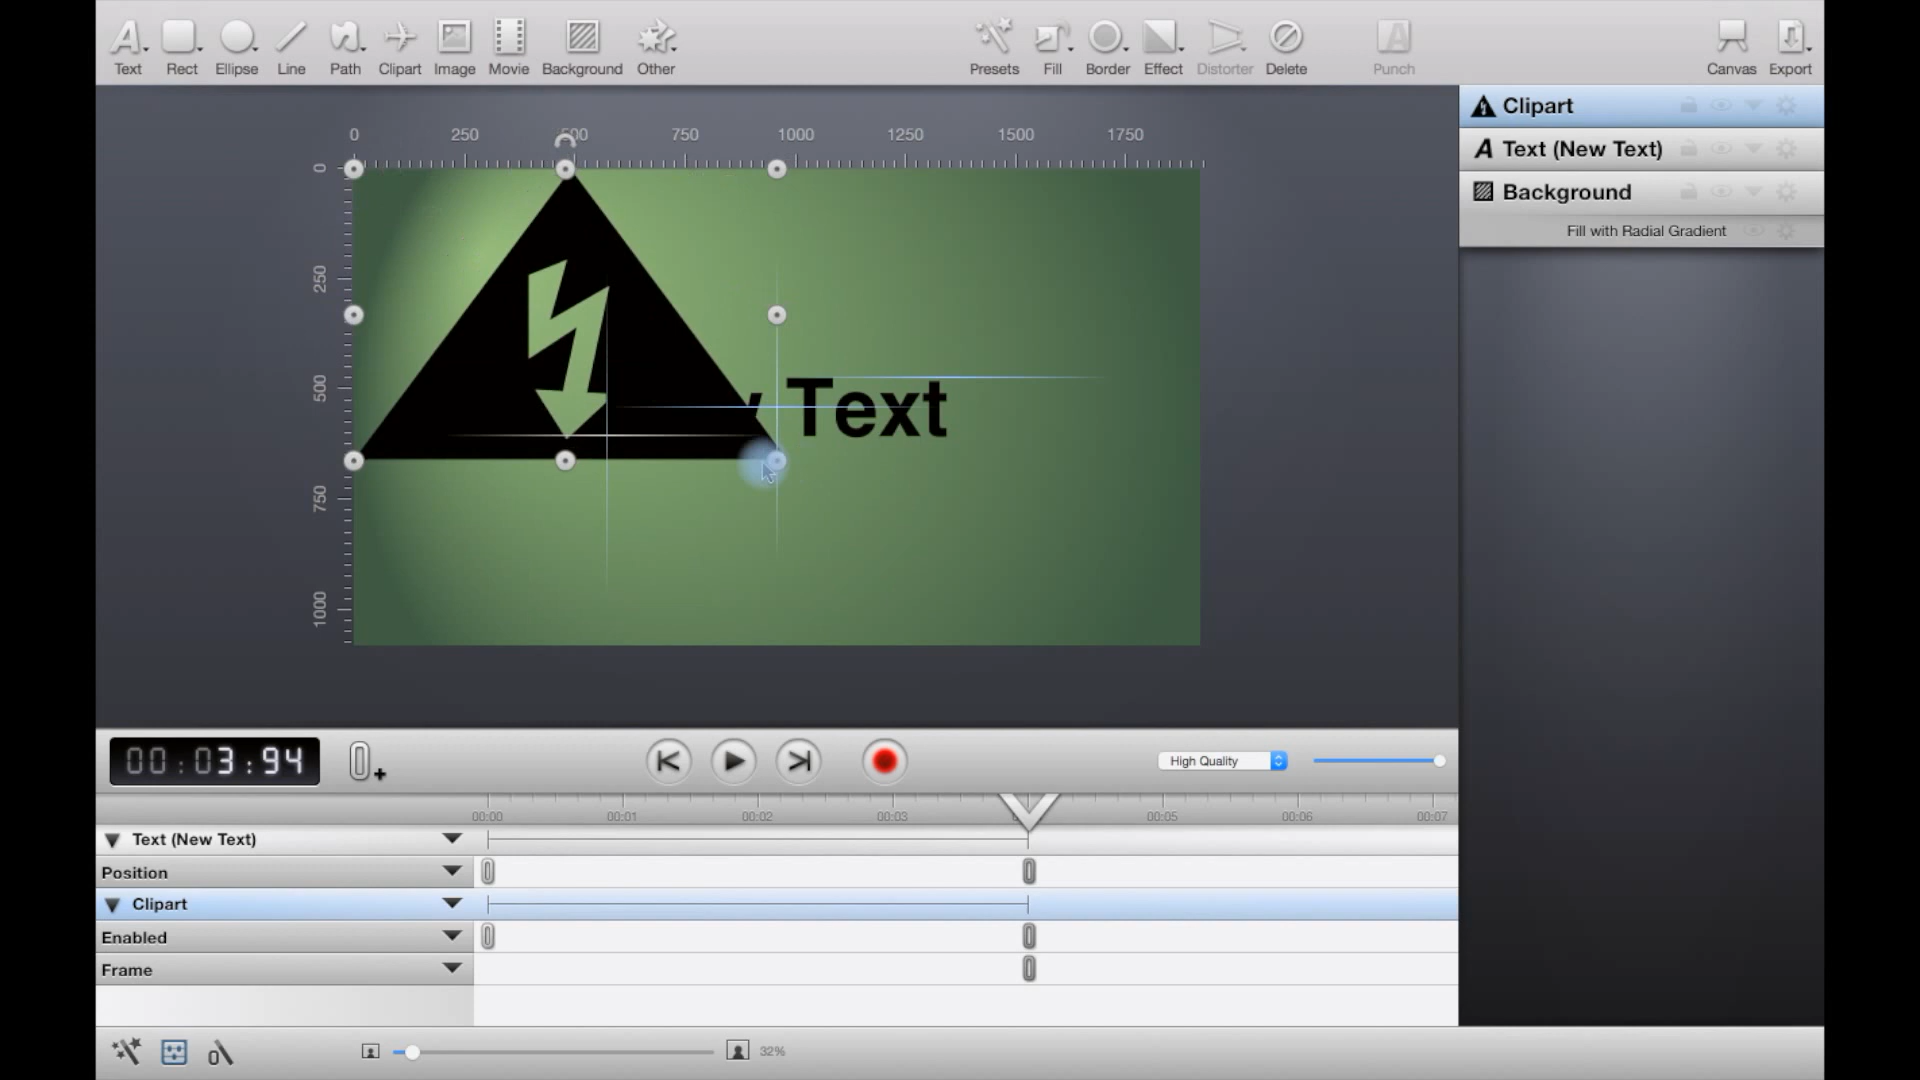 Text Rect Ellipse Line Path Clipart Image Movie Background Other Presets Fill Border Effect Distorter Delete Punch Canvas Export
Clipart
Text (New Text)
Background
Fill with Radial Gradient
0 250 500 750 1000 1250 1500 1750
0
250
500
750
1000
Text
00:03:94
High Quality
00:00 00:01 00:02 00:03 00:05 00:06 00:07
Text (New Text)
Position
Clipart
Enabled
Frame
32%